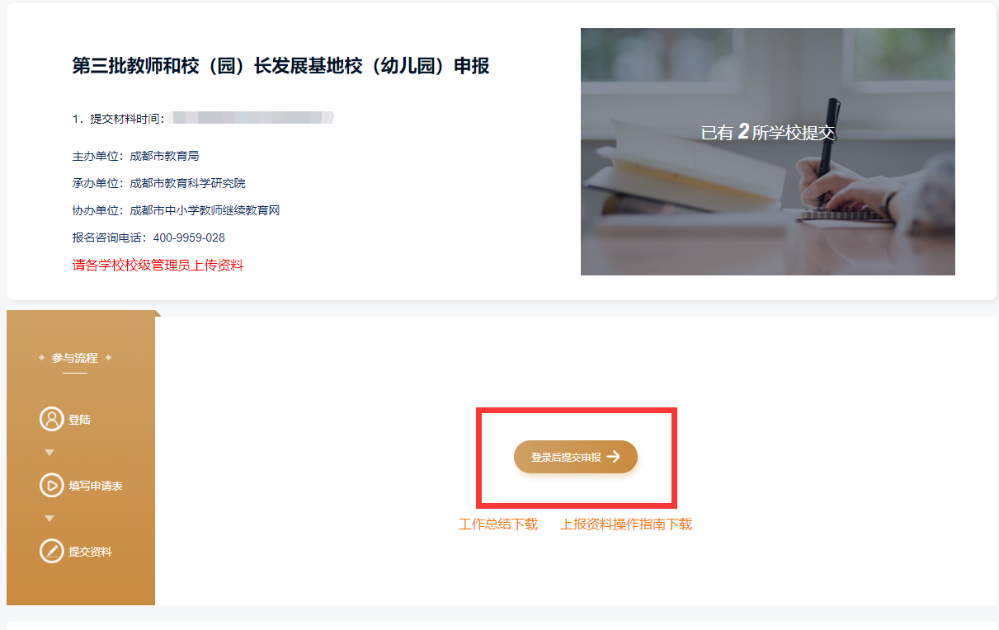 第三批教师和校（园）长发展基地校（幼儿园）申报
1. 提交材料时间：
主办单位：成都市教育局
承办单位：成都市教育科学研究院
协办单位：成都市中小学教师继续教育网
报名咨询电话：400-9959-028
请各学校校级管理员上传资料
已有 2 所学校提交
参与流程
登陆
填写申请表
提交资料
登录后提交申报
工作总结下载 上报资料操作指南下载